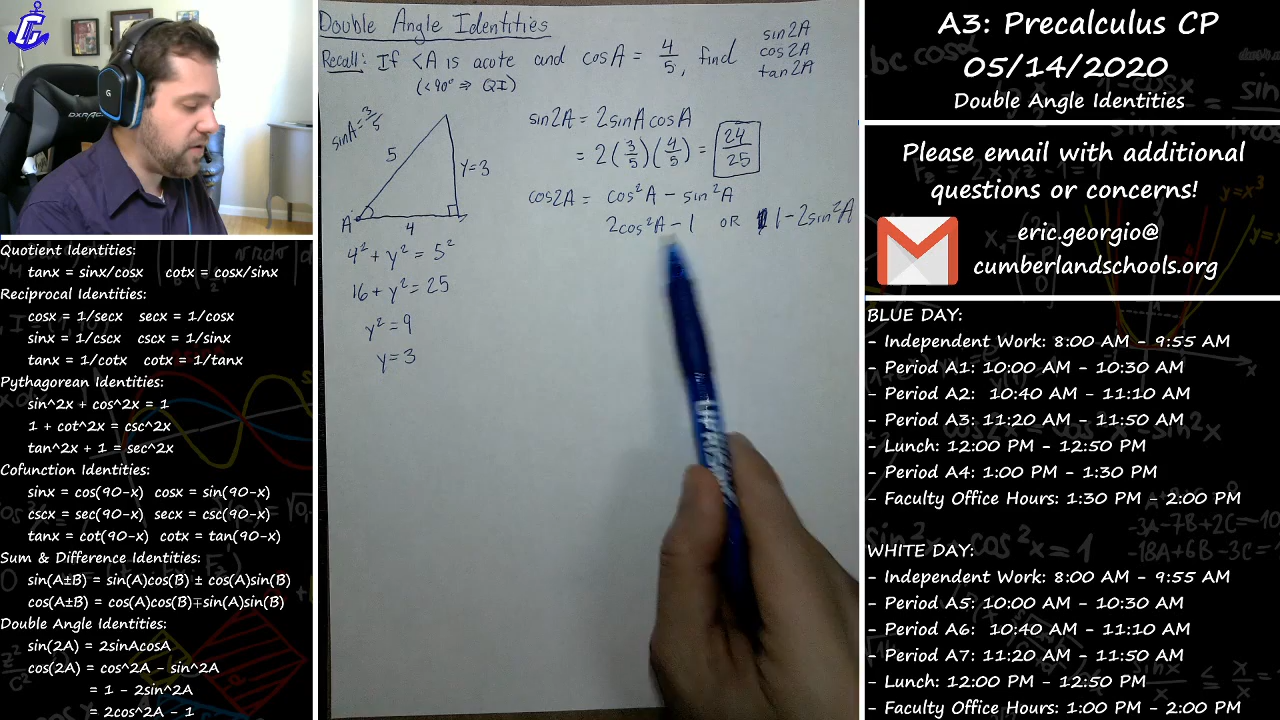 C
Double Angle Identities
Recall: If <A is acute and cosA = 4/5, find sin2A
cos2A
tan2A
(<90° ⇒ QI)
sinA = 3/5
5
y=3
A
4
4² + y² = 5²
16 + y² = 25
y² = 9
y = 3
sin2A = 2sinAcosA
= 2(3/5)(4/5) = 24/25
cos2A = cos²A - sin²A
2cos²A - 1 OR 1 - 2sin²A
Quotient Identities:
tanx = sinx/cosx cotx = cosx/sinx
Reciprocal Identities:
cosx = 1/secx secx = 1/cosx
sinx = 1/cscx cscx = 1/sinx
tanx = 1/cotx cotx = 1/tanx
Pythagorean Identities:
sin^2x + cos^2x = 1
1 + cot^2x = csc^2x
tan^2x + 1 = sec^2x
Cofunction Identities:
sinx = cos(90-x) cosx = sin(90-x)
cscx = sec(90-x) secx = csc(90-x)
tanx = cot(90-x) cotx = tan(90-x)
Sum & Difference Identities:
sin(A±B) = sin(A)cos(B) ± cos(A)sin(B)
cos(A±B) = cos(A)cos(B)∓sin(A)sin(B)
Double Angle Identities:
sin(2A) = 2sinAcosA
cos(2A) = cos^2A - sin^2A
= 1 - 2sin^2A
= 2cos^2A - 1
A3: Precalculus CP
05/14/2020
Double Angle Identities
Please email with additional
questions or concerns!
eric.georgio@
cumberlandschools.org
BLUE DAY:
- Independent Work: 8:00 AM - 9:55 AM
- Period A1: 10:00 AM - 10:30 AM
- Period A2: 10:40 AM - 11:10 AM
- Period A3: 11:20 AM - 11:50 AM
- Lunch: 12:00 PM - 12:50 PM
- Period A4: 1:00 PM - 1:30 PM
- Faculty Office Hours: 1:30 PM - 2:00 PM
WHITE DAY:
- Independent Work: 8:00 AM - 9:55 AM
- Period A5: 10:00 AM - 10:30 AM
- Period A6: 10:40 AM - 11:10 AM
- Period A7: 11:20 AM - 11:50 AM
- Lunch: 12:00 PM - 12:50 PM
- Faculty Office Hours: 1:00 PM - 2:00 PM